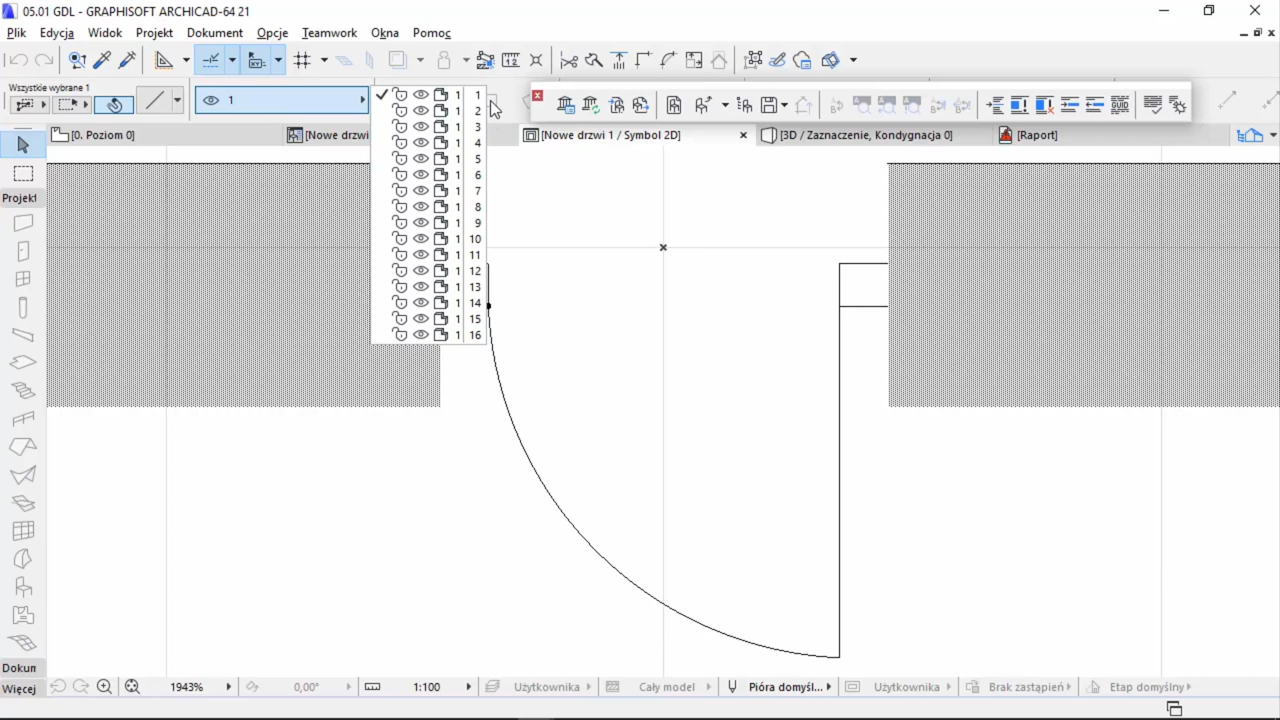 05.01 GDL - GRAPHISOFT ARCHICAD-64 21
Plik Edycja Widok Projekt Dokument Opcje Teamwork Okna Pomoc
Wszystkie wybrane 1
1
1 1
1 2
1 3
1 4
1 5
1 6
1 7
1 8
1 9
1 10
1 11
1 12
1 13
1 14
1 15
1 16
[0. Poziom 0]
[Nowe drzwi
[Nowe drzwi 1 / Symbol 2D]
[3D / Zaznaczenie, Kondygnacja 0]
[Raport]
Projekt
Dokum
Więcej
1943% 0,00° 1:100 Użytkownika Cały model Pióra domyśl... Użytkownika Brak zastąpień Etap domyślny